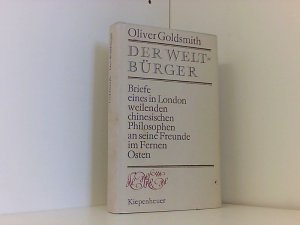 Oliver Goldsmith
DER WELT-
BÜRGER
Briefe
eines in London
weilenden
chinesischen
Philosophen
an seine Freunde
im Fernen
Osten
Kiepenheuer